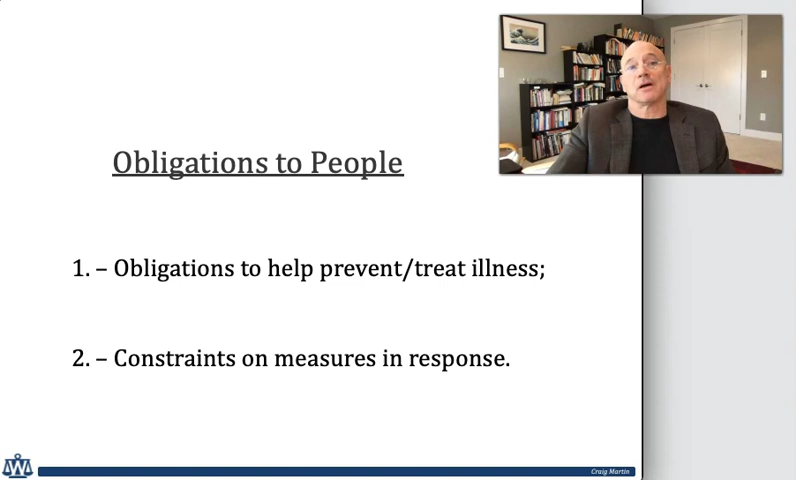 Obligations to People
1. – Obligations to help prevent/treat illness;
2. – Constraints on measures in response.
W
Craig Martin